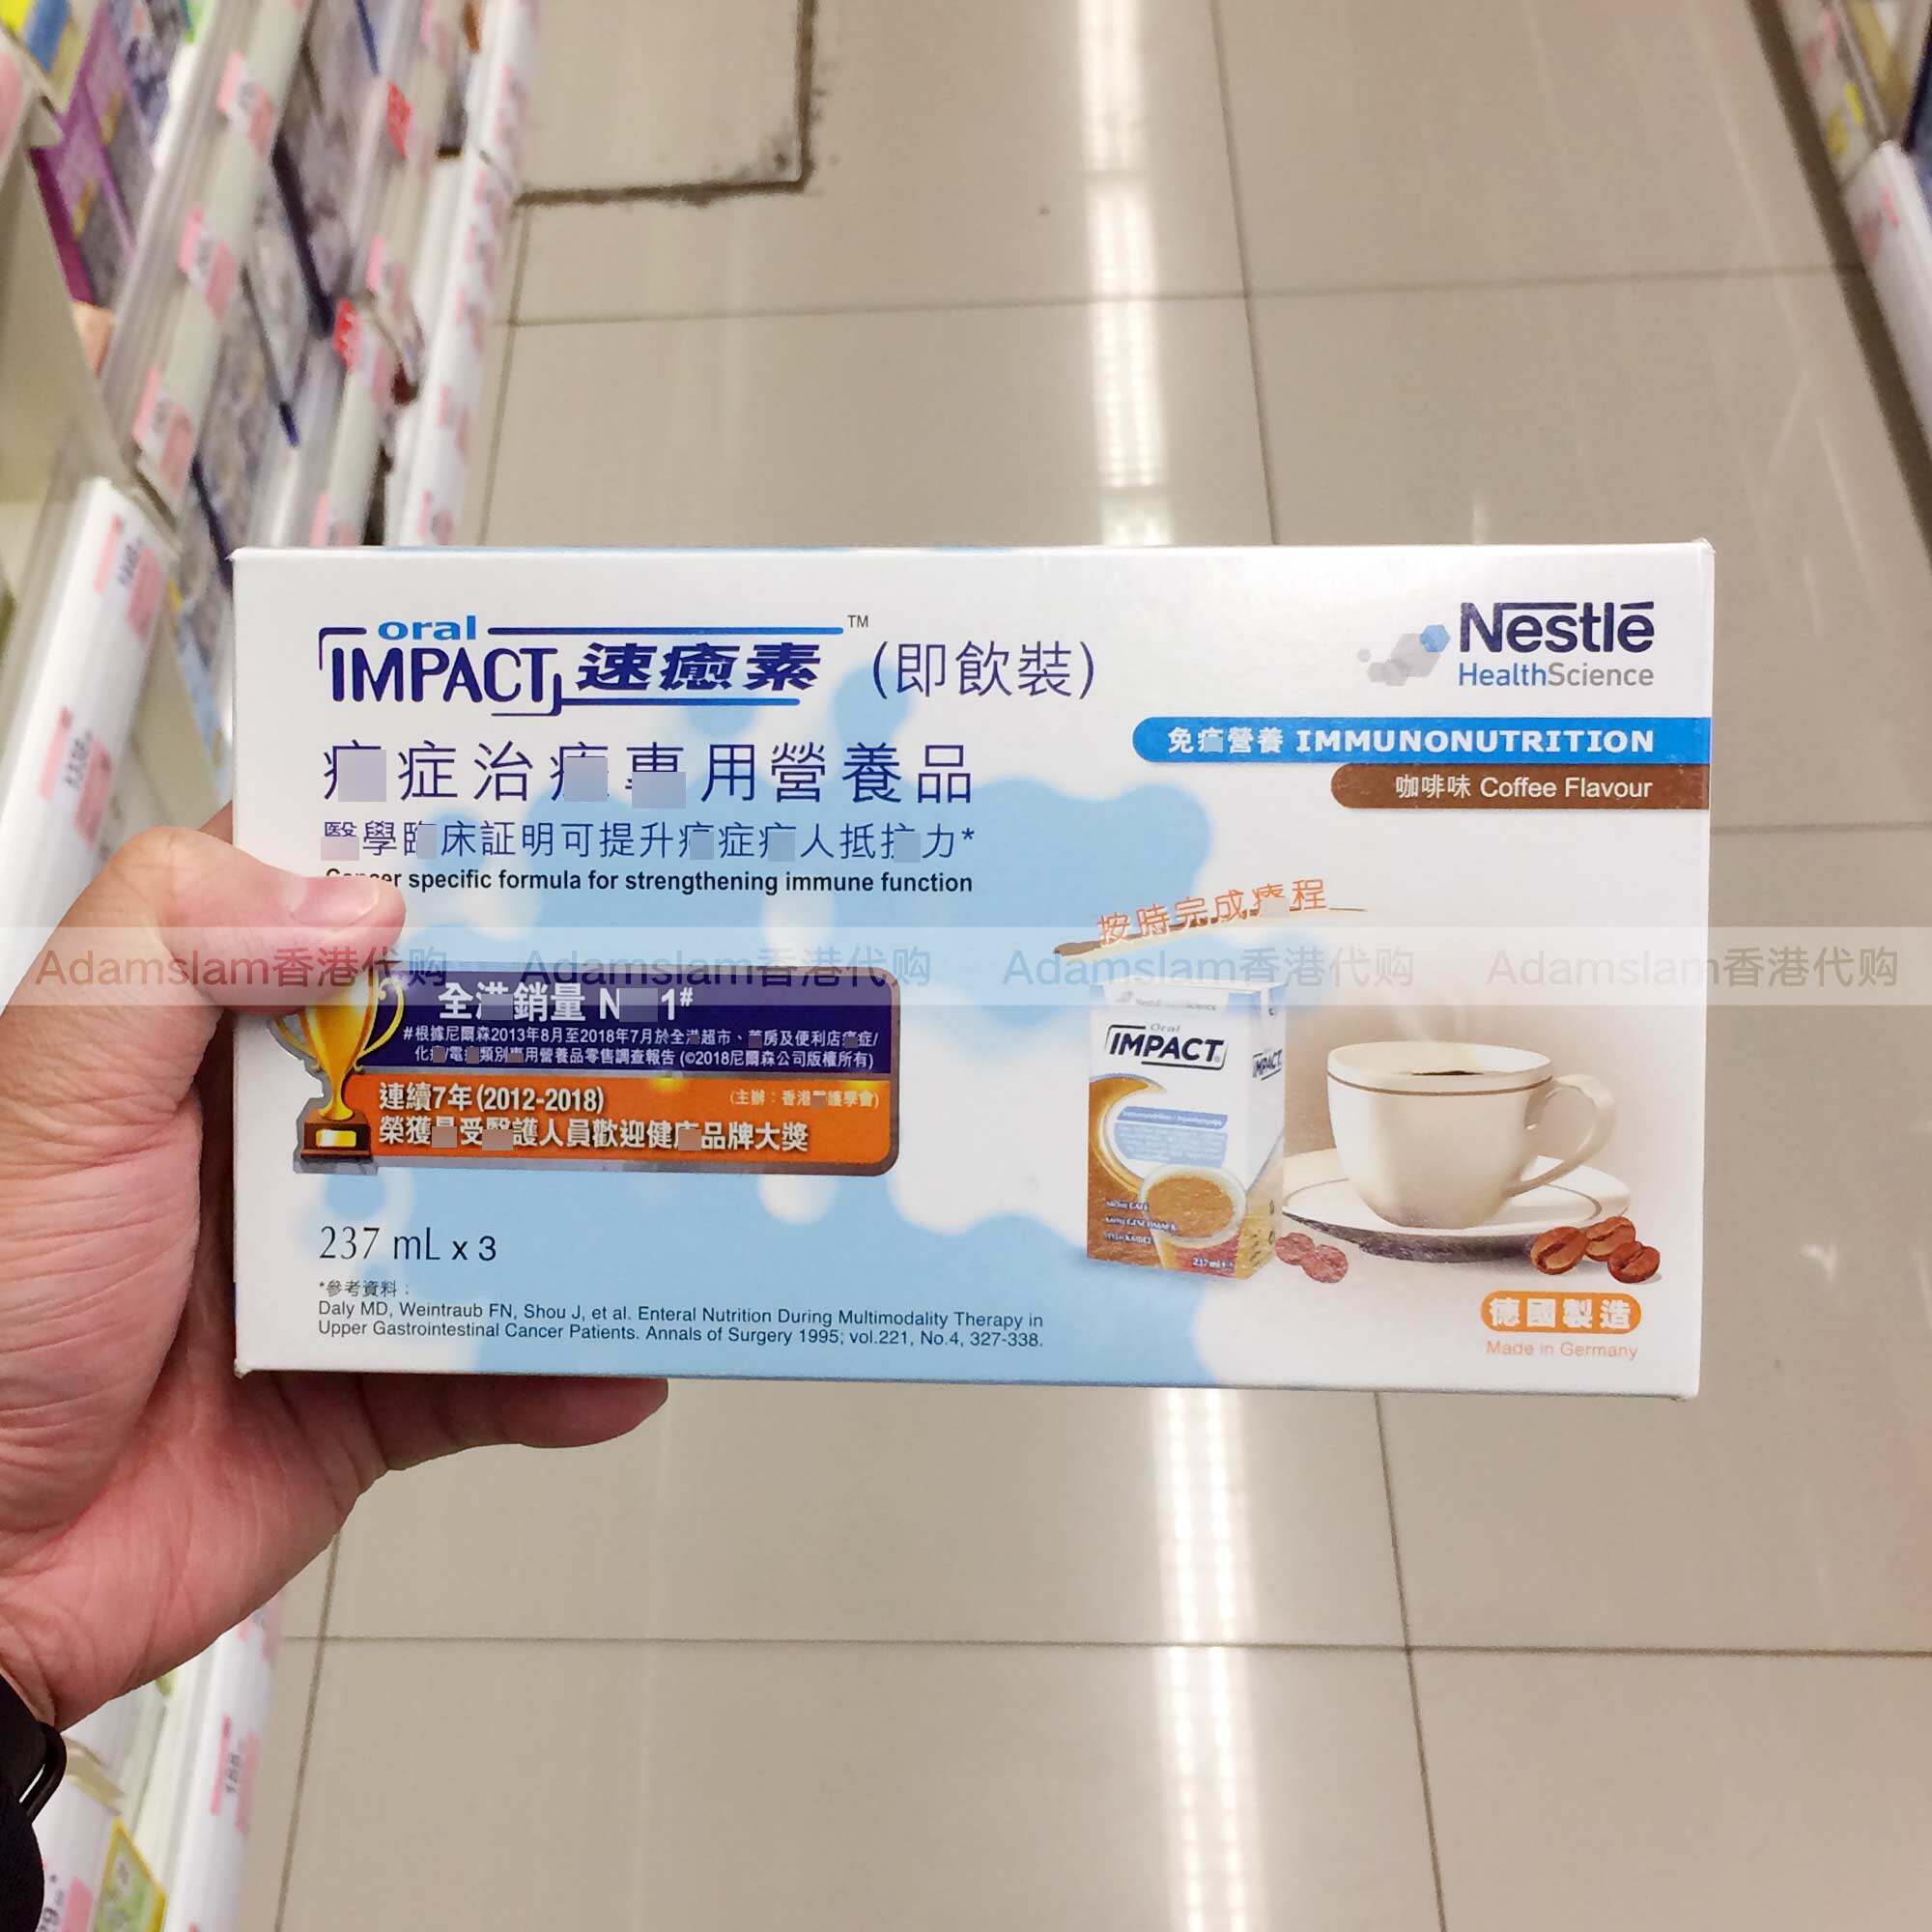 oral
IMPACT 速癒素 ™ (即飲裝)
Nestlé
HealthScience
免 營養 IMMUNONUTRITION
咖啡味 Coffee Flavour
症治 用營養品
學 床証明可提升 症 人抵 力*
specific formula for strengthening immune function
按時完成 程
Adamslam香港代购 Adamslam香港代购 Adamslam香港代购 Adamslam香港代购
全 銷量 N 1#
#根據尼爾森2013年8月至2018年7月於全 超市、 房及便利店 症/
化 /電 類別 用營養品零售調查報告 (©2018尼爾森公司版權所有)
連續7年 (2012-2018) (主辦：香港 護學會)
榮獲 受 護人員歡迎健 品牌大獎
Oral
IMPACT
IMPACT
237 mL x 3
*參考資料：
Daly MD, Weintraub FN, Shou J, et al. Enteral Nutrition During Multimodality Therapy in
Upper Gastrointestinal Cancer Patients. Annals of Surgery 1995; vol.221, No.4, 327-338.
德國製造
Made in Germany